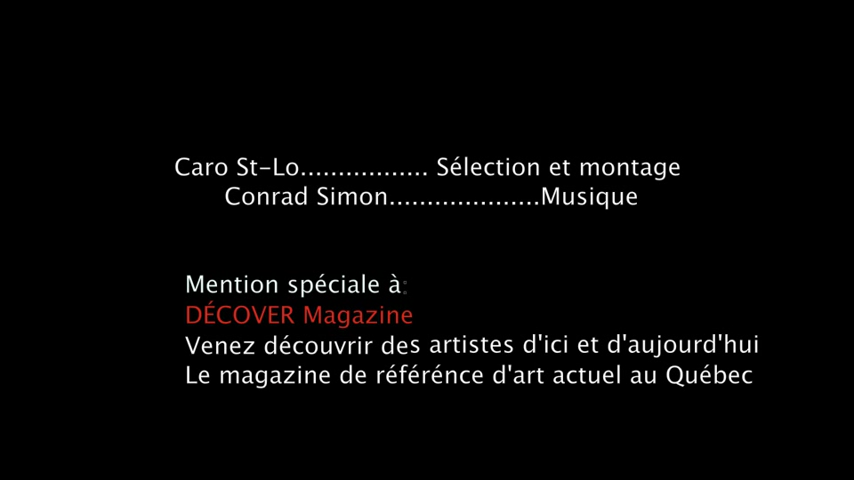 Caro St-Lo................. Sélection et montage
Conrad Simon....................Musique
Mention spéciale à:
DÉCOVER Magazine
Venez découvrir des artistes d'ici et d'aujourd'hui
Le magazine de référénce d'art actuel au Québec